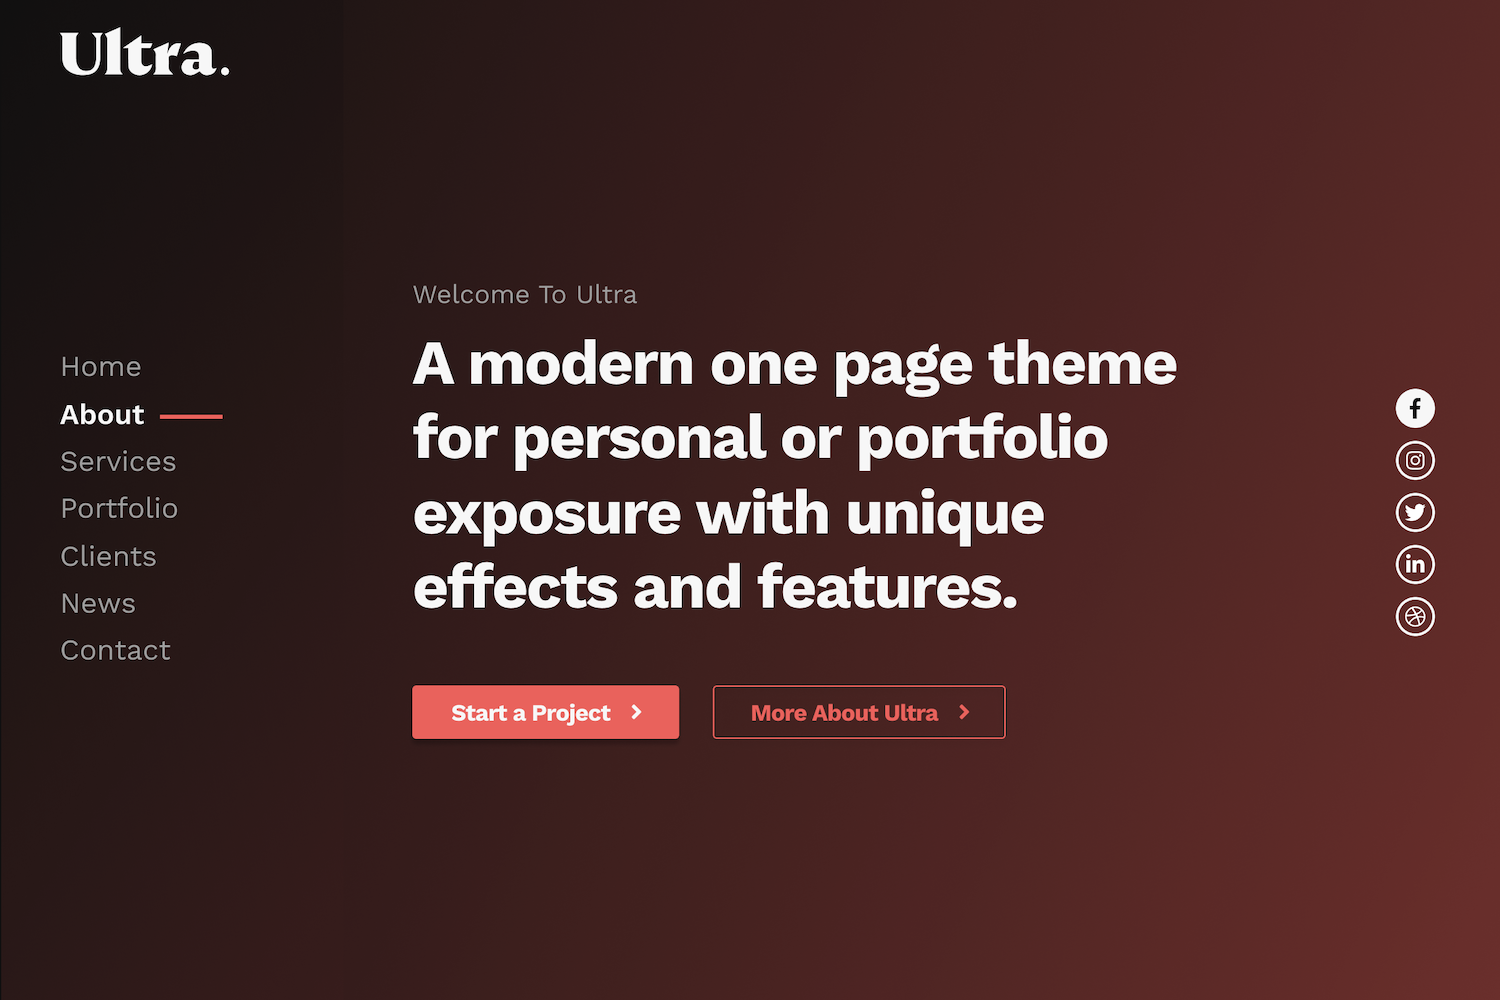 Ultra.
Home
About
Services
Portfolio
Clients
News
Contact
Welcome To Ultra
A modern one page theme
for personal or portfolio
exposure with unique
effects and features.
Start a Project
More About Ultra